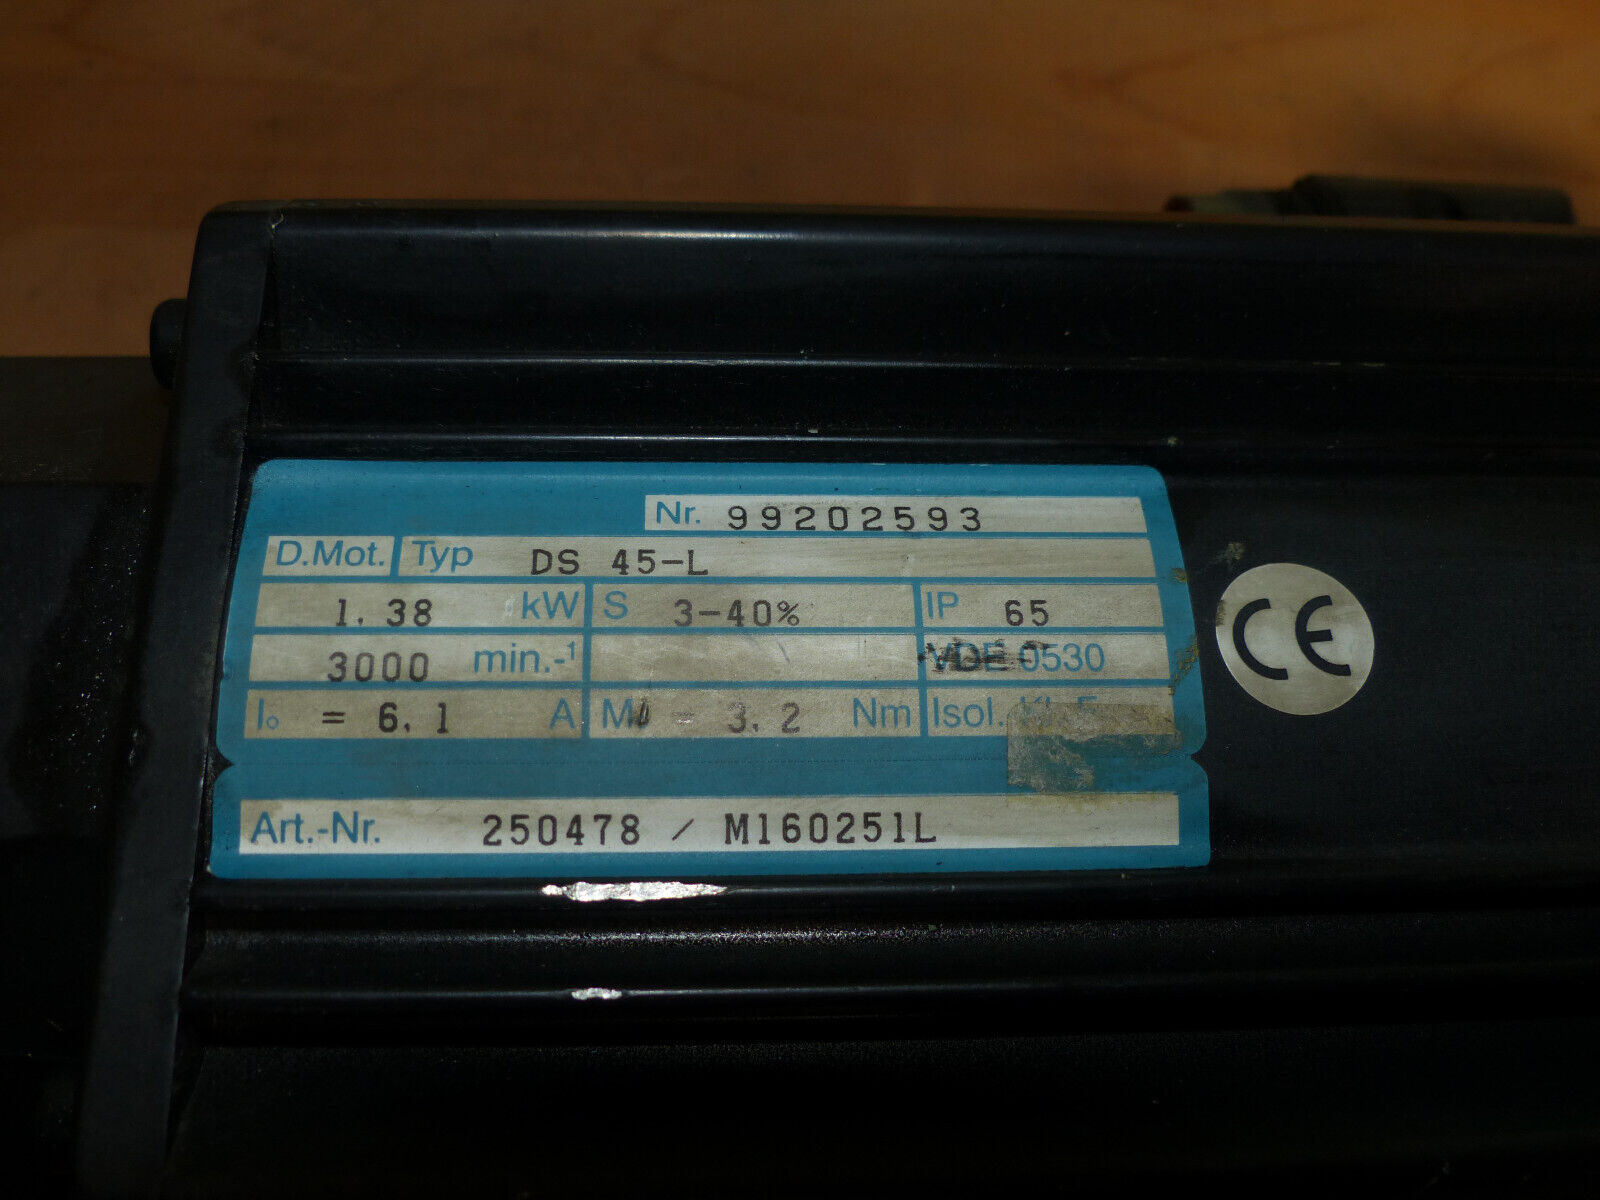 Nr. 99202593
D.Mot. Typ DS 45-L
1.38 kW S 3-40% IP 65
3000 min.-¹ VDE 0530
I₀ = 6.1 A M = 3.2 Nm Isol.
Art.-Nr. 250478 / M160251L
CE